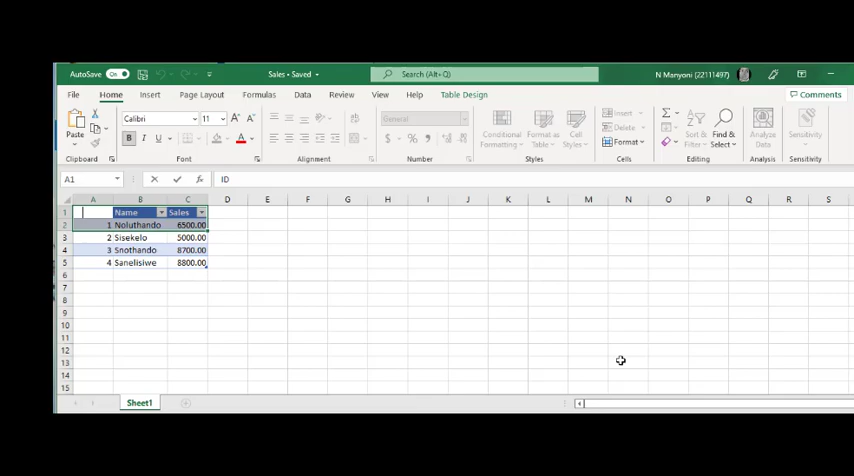 AutoSave On Sales • Saved Search (Alt+Q) N Manyoni (22111497)
File Home Insert Page Layout Formulas Data Review View Help Table Design Comments
Paste Calibri 11 A A General Conditional Formatting Format as Table Cell Styles Insert Delete Format Sort & Filter Find & Select Analyze Data Sensitivity
B I U A $ % 9
Clipboard Font Alignment Number Styles Cells Editing Analysis Sensitivity
A1 fx ID
A B C D E F G H I J K L M N O P Q R S
1 Name Sales
2 1 Noluthando 6500.00
3 2 Sisekelo 5000.00
4 3 Snothando 8700.00
5 4 Sanelisiwe 8800.00
6
7
8
9
10
11
12
13
14
15
Sheet1